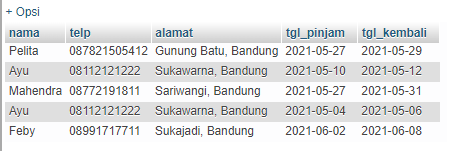 + Opsi
nama telp alamat tgl_pinjam tgl_kembali
Pelita 087821505412 Gunung Batu, Bandung 2021-05-27 2021-05-29
Ayu 08112121222 Sukawarna, Bandung 2021-05-10 2021-05-12
Mahendra 08772191811 Sariwangi, Bandung 2021-05-27 2021-05-31
Ayu 08112121222 Sukawarna, Bandung 2021-05-04 2021-05-06
Feby 08991717711 Sukajadi, Bandung 2021-06-02 2021-06-08